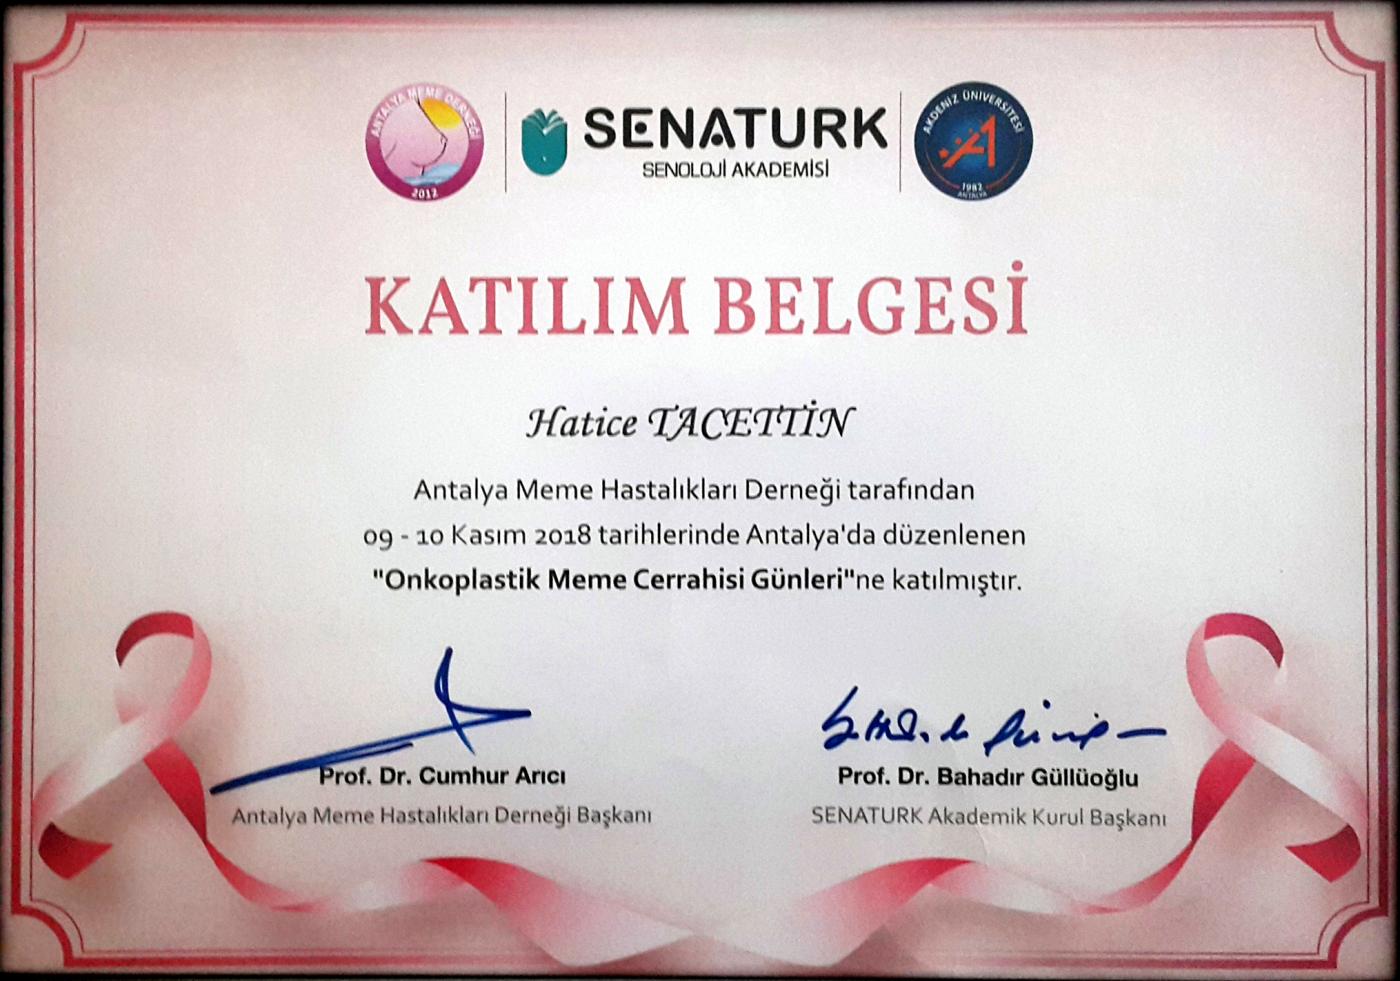 ANTALYA MEME DERNEĞİ
2012
SENATURK
SENOLOJİ AKADEMİSİ
AKDENİZ ÜNİVERSİTESİ
1982
ANTALYA
KATILIM BELGESİ
Hatice TACETTİN
Antalya Meme Hastalıkları Derneği tarafından
09 - 10 Kasım 2018 tarihlerinde Antalya'da düzenlenen
"Onkoplastik Meme Cerrahisi Günleri"ne katılmıştır.
Prof. Dr. Cumhur Arıcı
Antalya Meme Hastalıkları Derneği Başkanı
Prof. Dr. Bahadır Güllüoğlu
SENATURK Akademik Kurul Başkanı